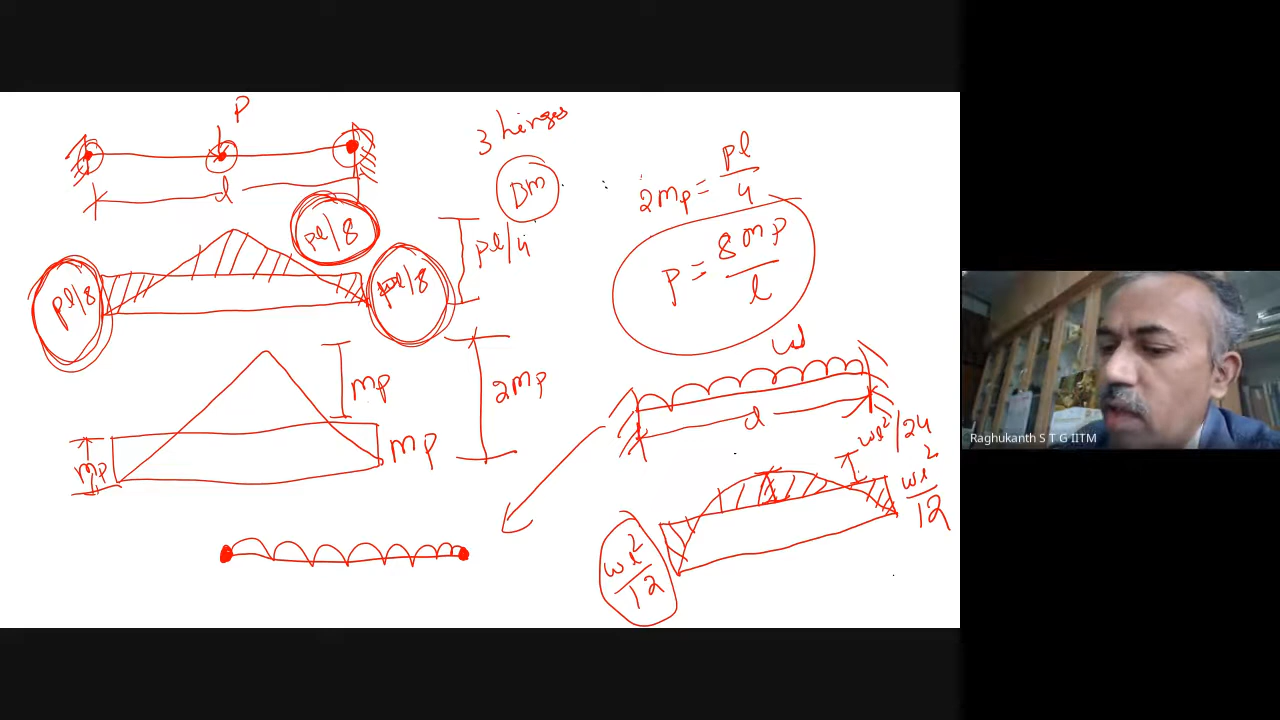 P
3 hinges
BM
l
2Mp = Pl/4
P = 8Mp/l
Pl/8
Pl/8
Pl/8
Pl/4
Mp
2Mp
Mp
Mp
w
l
wl²/24
wl²/12
wl²/12
Raghukanth S T G IITM